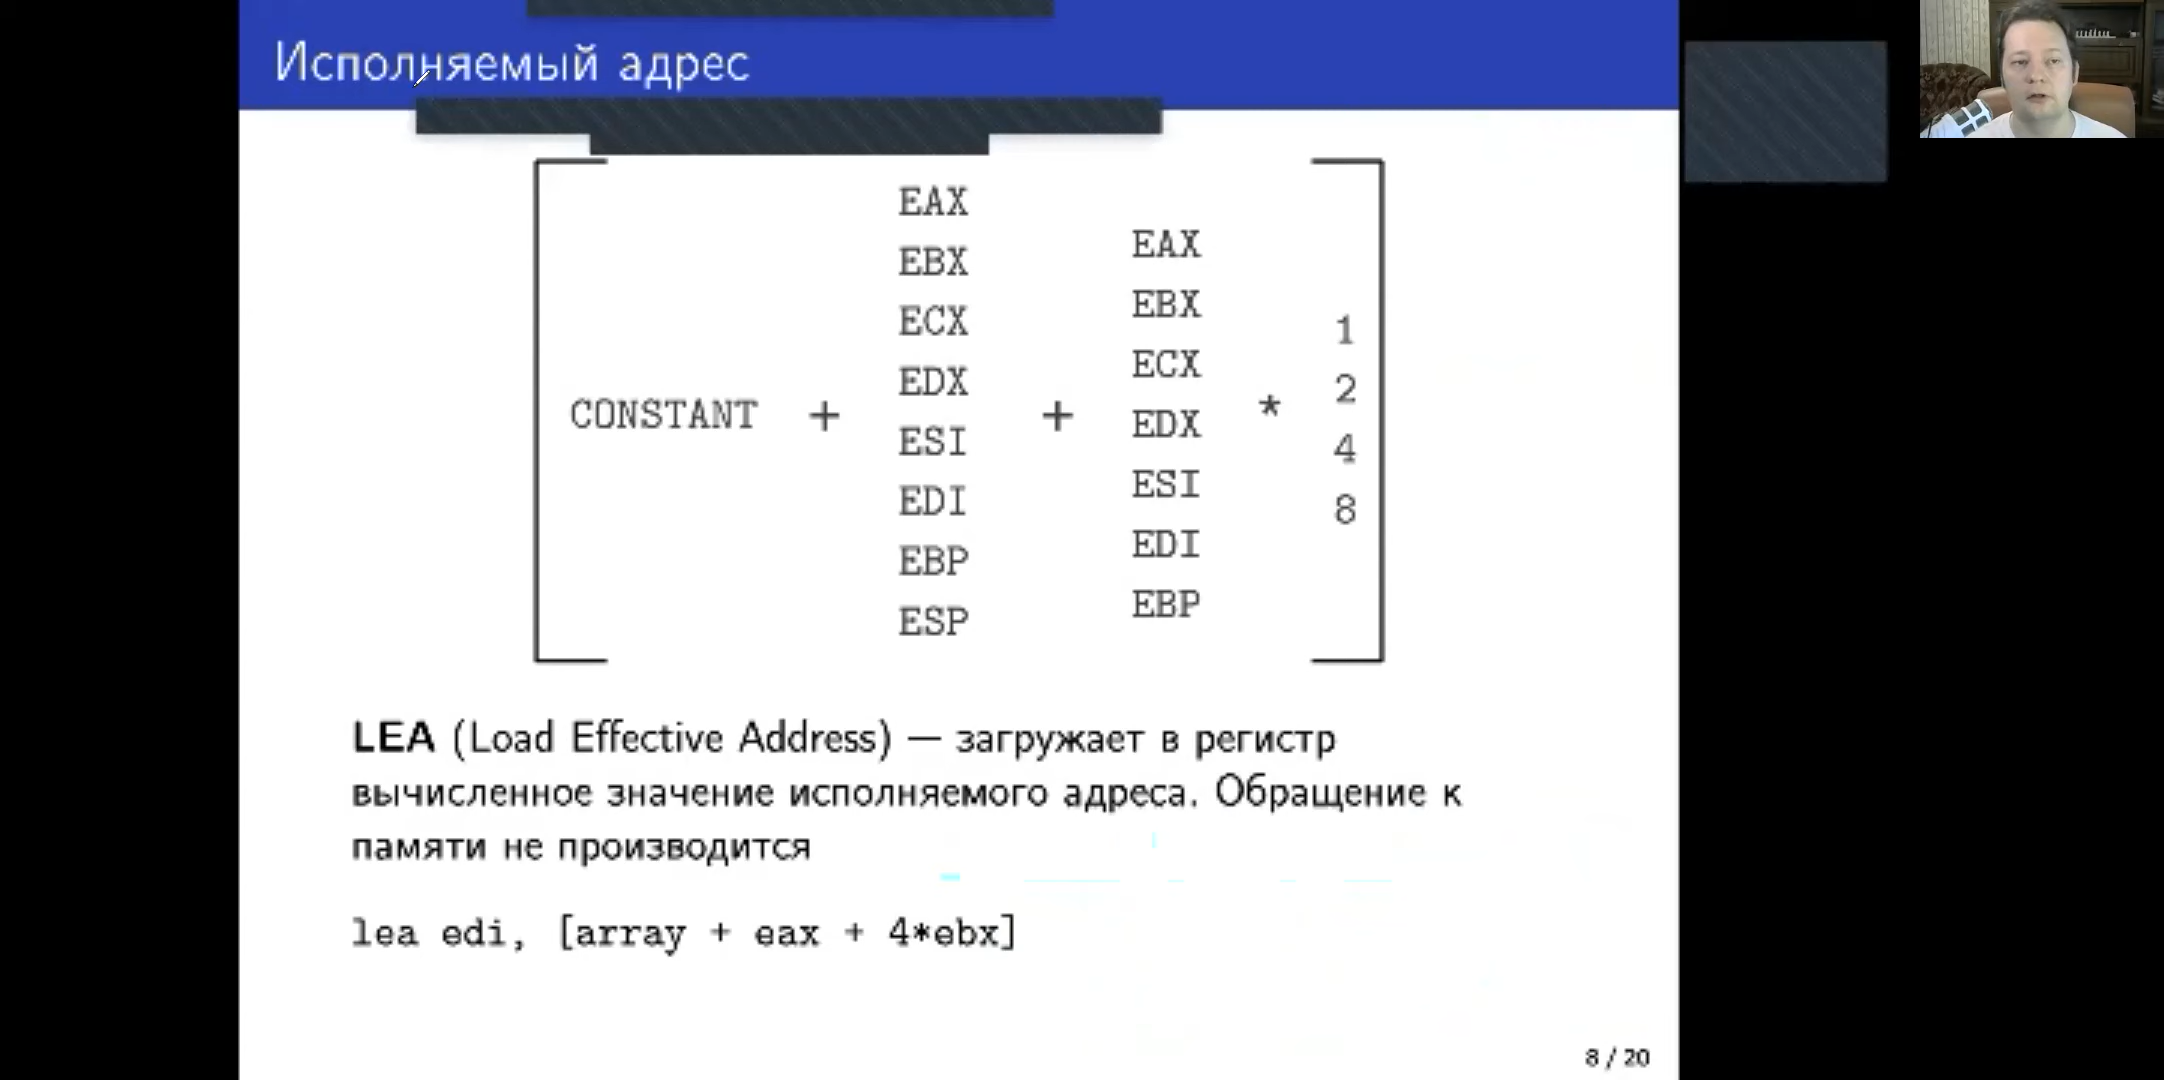 Исполняемый адрес
EAX
EBX
ECX
EDX
CONSTANT + ESI + EDI
EBP
ESP
EAX
EBX
ECX
EDX
ESI
EDI
EBP
*
1
2
4
8
LEA (Load Effective Address) — загружает в регистр
вычисленное значение исполняемого адреса. Обращение к
памяти не производится
lea edi, [array + eax + 4*ebx]
8 / 20